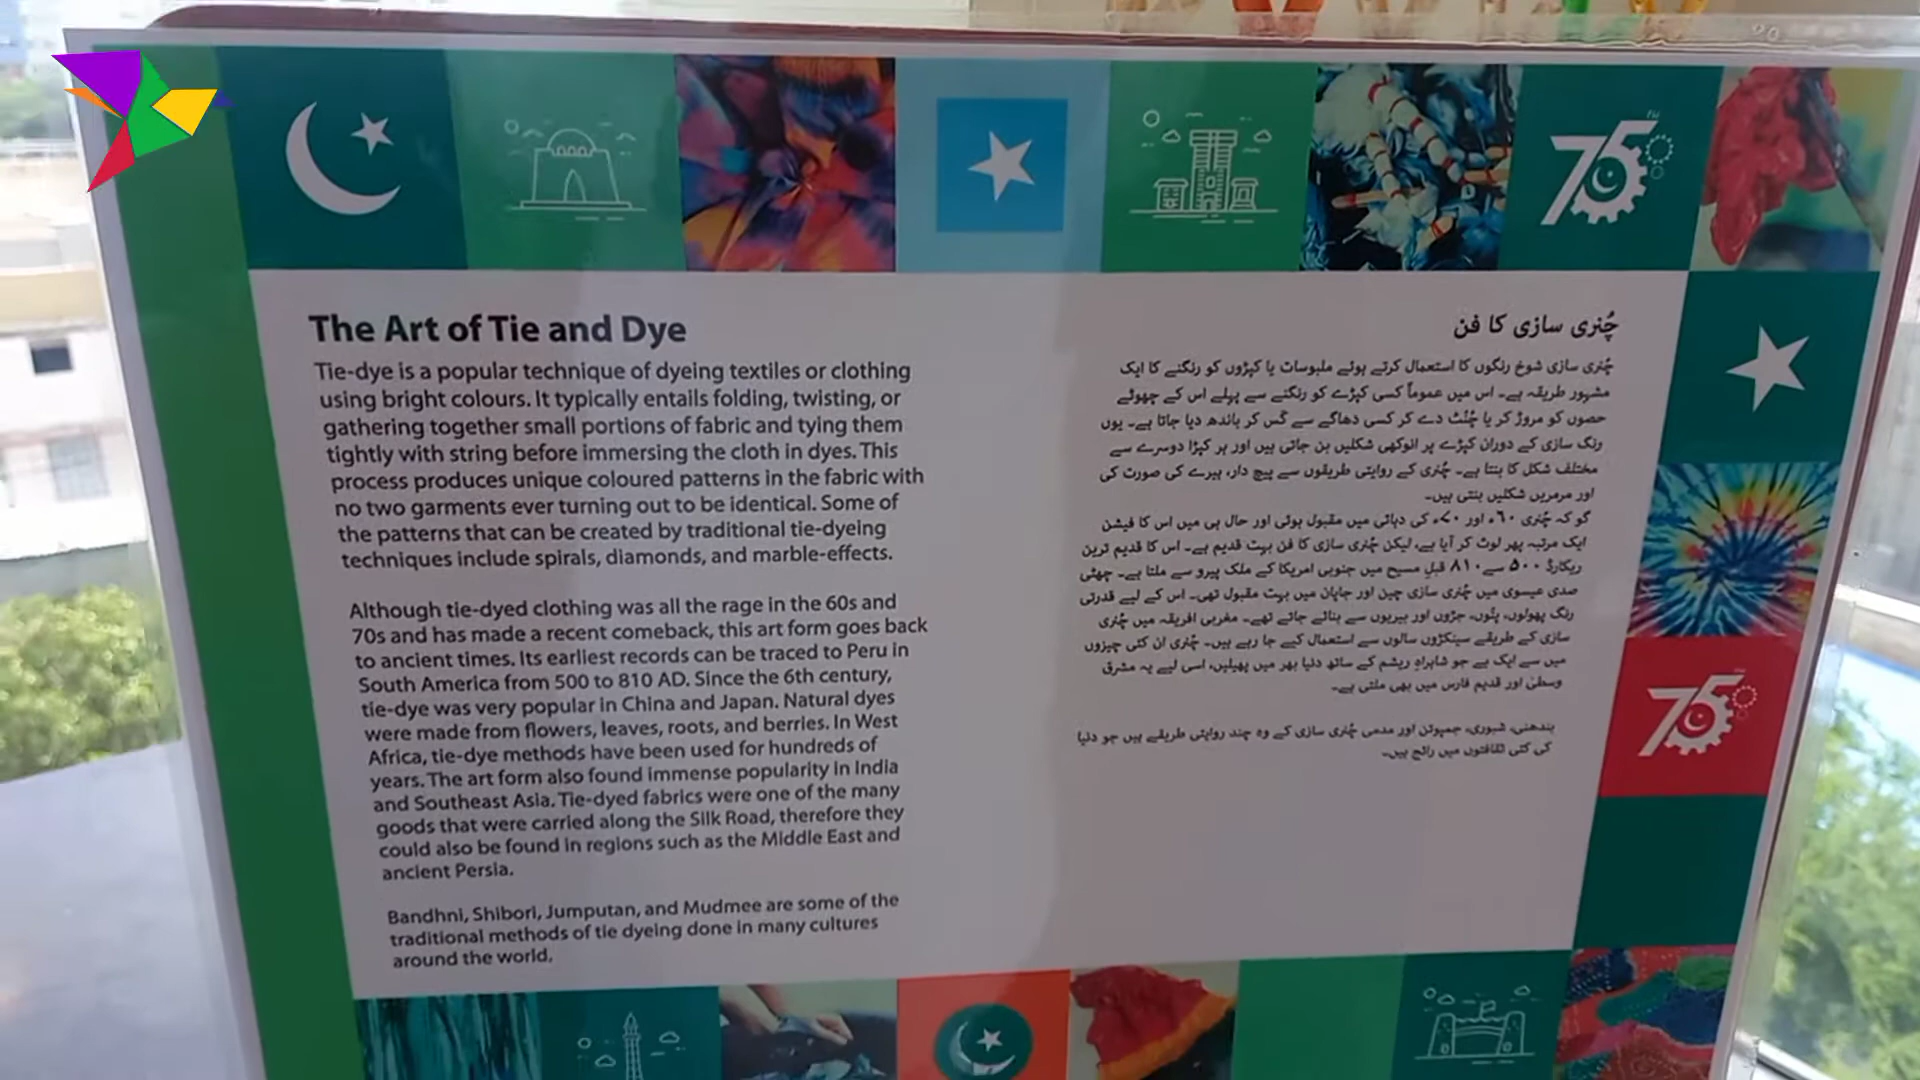 The Art of Tie and Dye
Tie-dye is a popular technique of dyeing textiles or clothing
using bright colours. It typically entails folding, twisting, or
gathering together small portions of fabric and tying them
tightly with string before immersing the cloth in dyes. This
process produces unique coloured patterns in the fabric with
no two garments ever turning out to be identical. Some of
the patterns that can be created by traditional tie-dyeing
techniques include spirals, diamonds, and marble-effects.
Although tie-dyed clothing was all the rage in the 60s and
70s and has made a recent comeback, this art form goes back
to ancient times. Its earliest records can be traced to Peru in
South America from 500 to 810 AD. Since the 6th century,
tie-dye was very popular in China and Japan. Natural dyes
were made from flowers, leaves, roots, and berries. In West
Africa, tie-dye methods have been used for hundreds of
years. The art form also found immense popularity in India
and Southeast Asia. Tie-dyed fabrics were one of the many
goods that were carried along the Silk Road, therefore they
could also be found in regions such as the Middle East and
ancient Persia.
Bandhni, Shibori, Jumputan, and Mudmee are some of the
traditional methods of tie dyeing done in many cultures
around the world.
چُنری سازی کا فن
چُنری سازی شوخ رنگوں کا استعمال کرتے ہوئے ملبوسات یا کپڑوں کو رنگنے کا ایک
مشہور طریقہ ہے۔ اس میں عموماً کسی کپڑے کو رنگنے سے پہلے اس کے چھوٹے
حصوں کو مروڑ کر یا چُنٹ دے کر کسی دھاگے سے کَس کر باندھ دیا جاتا ہے۔ یوں
رنگ سازی کے دوران کپڑے پر انوکھی شکلیں بن جاتی ہیں اور ہر کپڑا دوسرے سے
مختلف شکل کا بنتا ہے۔ چُنری کے روایتی طریقوں سے پیچ دار، ہیرے کی صورت کی
اور مرمریں شکلیں بنتی ہیں۔
گو کہ چُنری ۶۰ء اور ۷۰ء کی دہائی میں مقبول ہوئی اور حال ہی میں اس کا فیشن
ایک مرتبہ پھر لوٹ کر آیا ہے، لیکن چُنری سازی کا فن بہت قدیم ہے۔ اس کا قدیم ترین
ریکارڈ ۵۰۰ سے ۸۱۰ قبلِ مسیح میں جنوبی امریکا کے ملک پیرو سے ملتا ہے۔ چھٹی
صدی عیسوی میں چُنری سازی چین اور جاپان میں بہت مقبول تھی۔ اس کے لیے قدرتی
رنگ پھولوں، پتّوں، جڑوں اور بیریوں سے بنائے جاتے تھے۔ مغربی افریقہ میں چُنری
سازی کے طریقے سینکڑوں سالوں سے استعمال کیے جا رہے ہیں۔ چُنری ان کئی چیزوں
میں سے ایک ہے جو شاہراہِ ریشم کے ساتھ دنیا بھر میں پھیلیں، اسی لیے یہ مشرق
وسطیٰ اور قدیم فارس میں بھی ملتی ہے۔
بندھنی، شبوری، جمپوتن اور مدمی چُنری سازی کے وہ چند روایتی طریقے ہیں جو دنیا
کی کئی ثقافتوں میں رائج ہیں۔
75
75